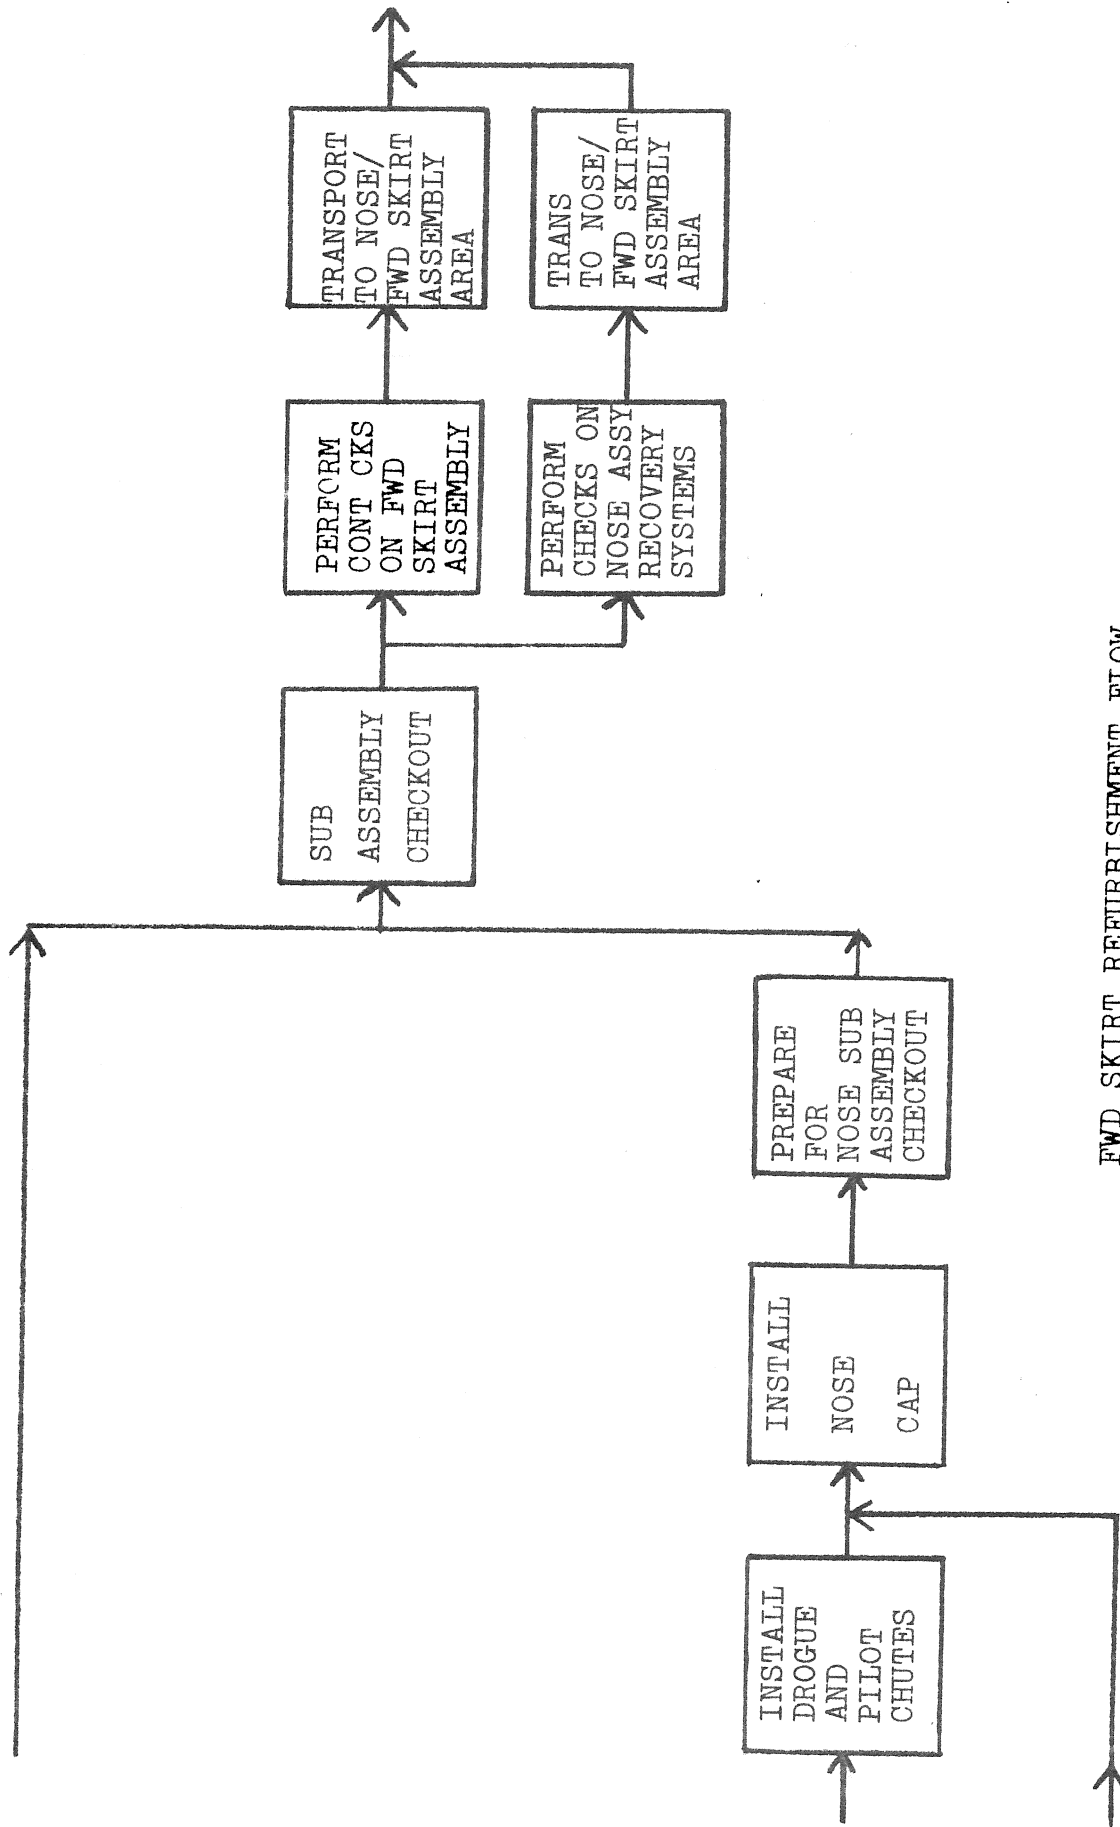 INSTALL
DROGUE
AND
PILOT
CHUTES
INSTALL
NOSE
CAP
PREPARE
FOR
NOSE SUB
ASSEMBLY
CHECKOUT
SUB
ASSEMBLY
CHECKOUT
PERFORM
CONT CKS
ON FWD
SKIRT
ASSEMBLY
TRANSPORT
TO NOSE/
FWD SKIRT
ASSEMBLY
AREA
PERFORM
CHECKS ON
NOSE ASSY
RECOVERY
SYSTEMS
TRANS
TO NOSE/
FWD SKIRT
ASSEMBLY
AREA
FWD SKIRT REFURBISHMENT FLOW